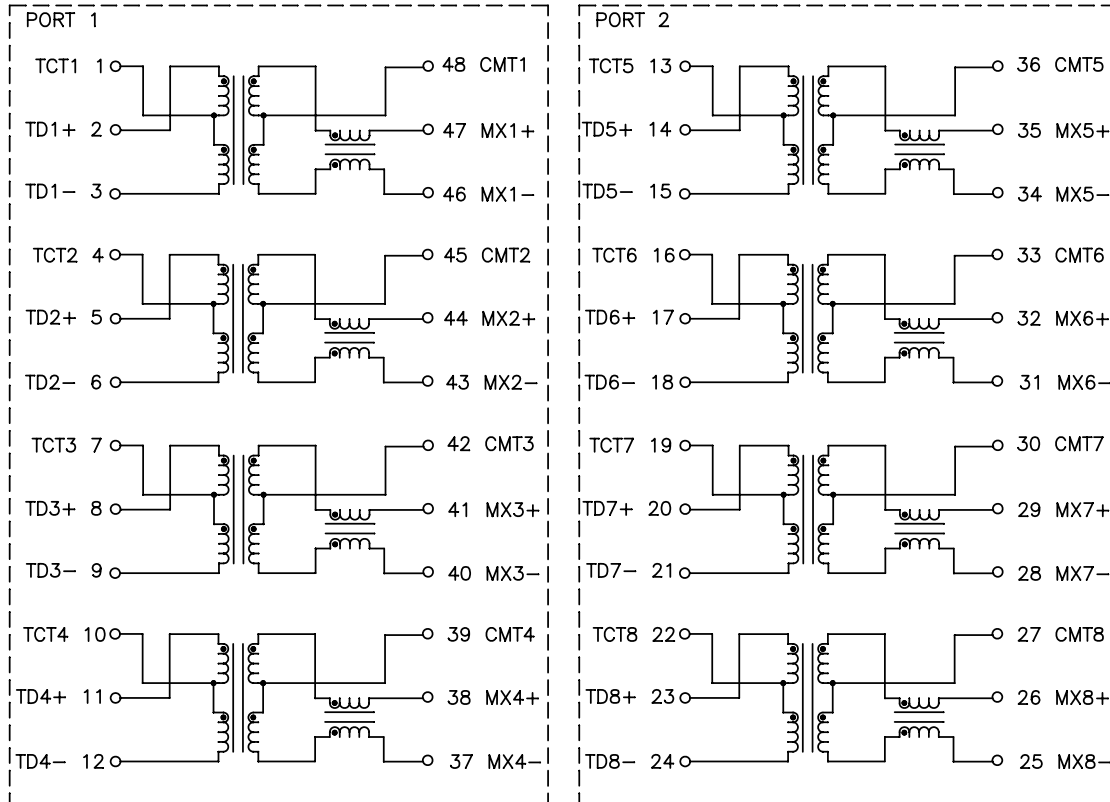 PORT 1
TCT1 1 48 CMT1
TD1+ 2 47 MX1+
TD1- 3 46 MX1-
TCT2 4 45 CMT2
TD2+ 5 44 MX2+
TD2- 6 43 MX2-
TCT3 7 42 CMT3
TD3+ 8 41 MX3+
TD3- 9 40 MX3-
TCT4 10 39 CMT4
TD4+ 11 38 MX4+
TD4- 12 37 MX4-
PORT 2
TCT5 13 36 CMT5
TD5+ 14 35 MX5+
TD5- 15 34 MX5-
TCT6 16 33 CMT6
TD6+ 17 32 MX6+
TD6- 18 31 MX6-
TCT7 19 30 CMT7
TD7+ 20 29 MX7+
TD7- 21 28 MX7-
TCT8 22 27 CMT8
TD8+ 23 26 MX8+
TD8- 24 25 MX8-